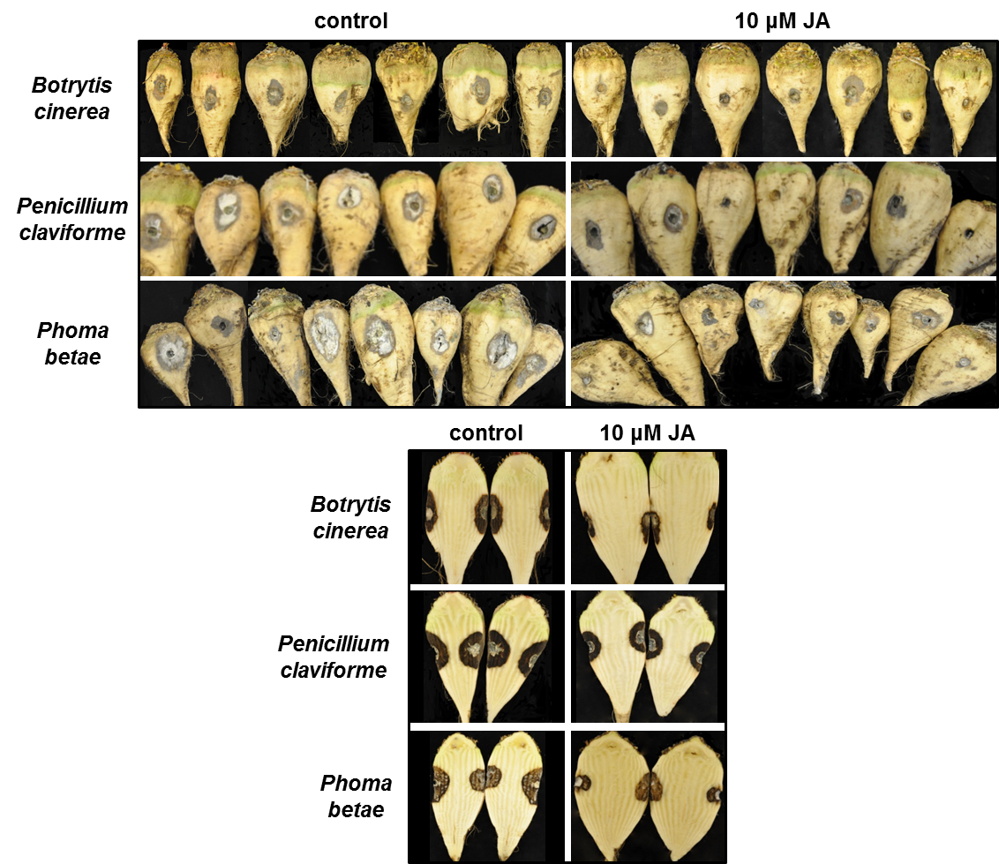 control
10 µM JA
Botrytis
cinerea
Penicillium
claviforme
Phoma
betae
control
10 µM JA
Botrytis
cinerea
Penicillium
claviforme
Phoma
betae